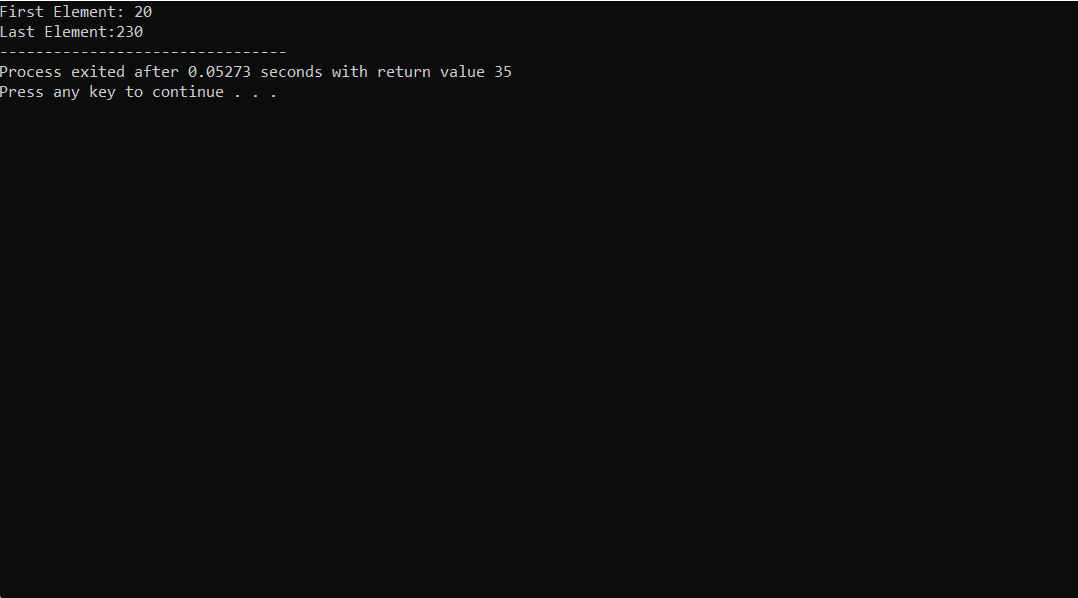 First Element: 20
Last Element:230
--------------------------------
Process exited after 0.05273 seconds with return value 35
Press any key to continue . . .